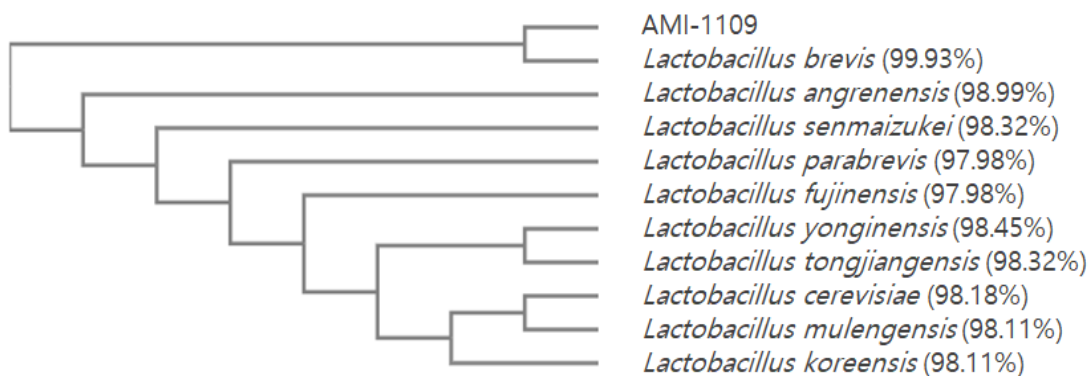 AMI-1109
Lactobacillus brevis (99.93%)
Lactobacillus angrenensis (98.99%)
Lactobacillus senmaizukei (98.32%)
Lactobacillus parabrevis (97.98%)
Lactobacillus fujinensis (97.98%)
Lactobacillus yonginensis (98.45%)
Lactobacillus tongjiangensis (98.32%)
Lactobacillus cerevisiae (98.18%)
Lactobacillus mulengensis (98.11%)
Lactobacillus koreensis (98.11%)